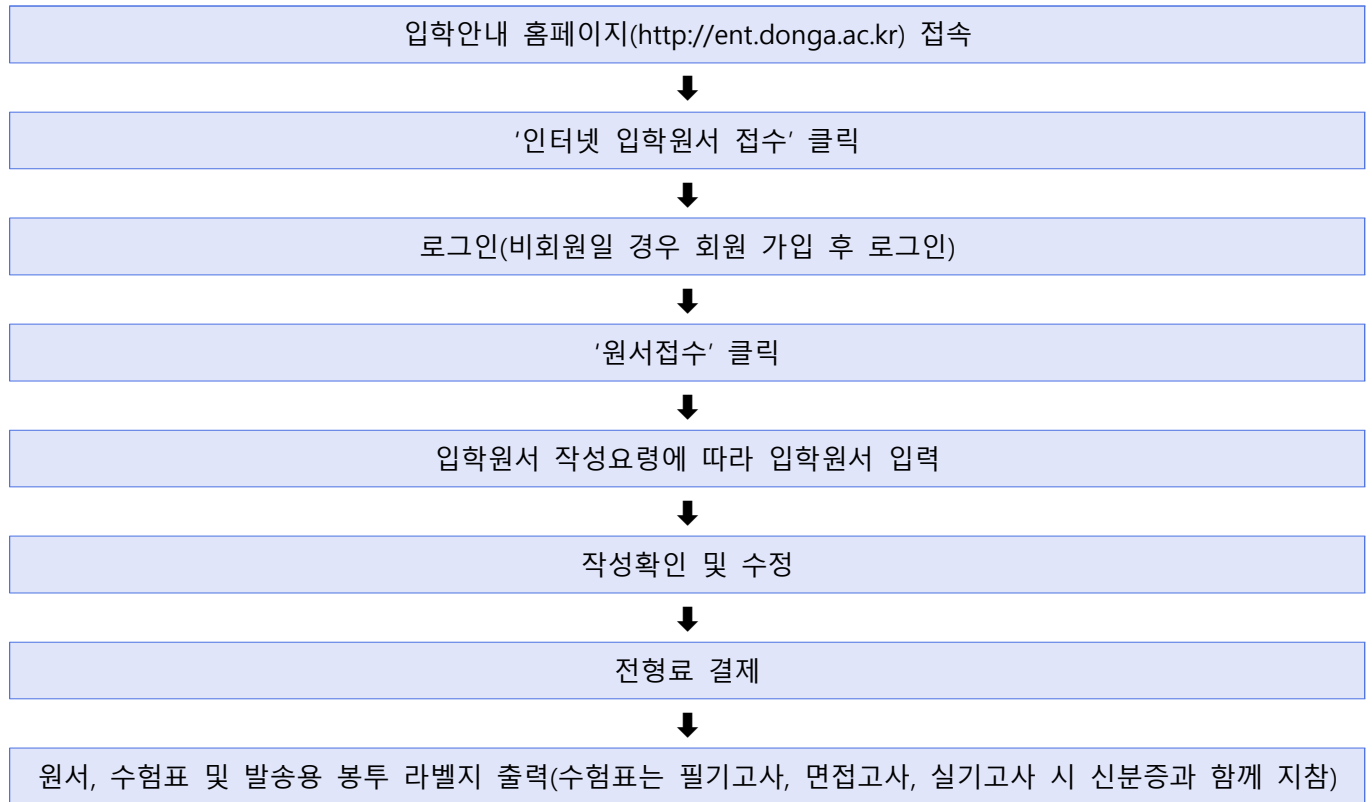 입학안내 홈페이지(http://ent.donga.ac.kr) 접속
'인터넷 입학원서 접수' 클릭
로그인(비회원일 경우 회원 가입 후 로그인)
'원서접수' 클릭
입학원서 작성요령에 따라 입학원서 입력
작성확인 및 수정
전형료 결제
원서, 수험표 및 발송용 봉투 라벨지 출력(수험표는 필기고사, 면접고사, 실기고사 시 신분증과 함께 지참)